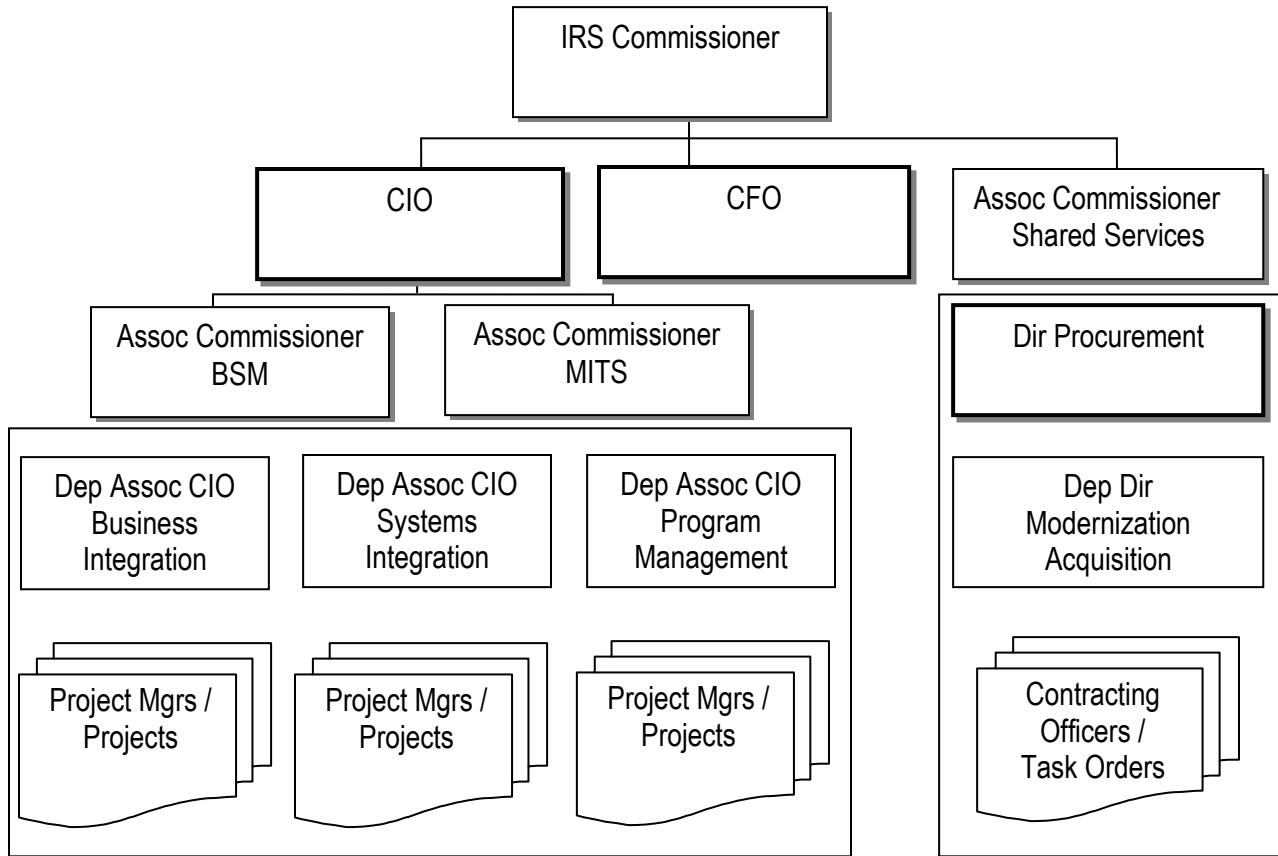 IRS Commissioner
CIO
CFO
Assoc Commissioner
Shared Services
Assoc Commissioner
BSM
Assoc Commissioner
MITS
Dir Procurement
Dep Assoc CIO
Business
Integration
Dep Assoc CIO
Systems
Integration
Dep Assoc CIO
Program
Management
Dep Dir
Modernization
Acquisition
Project Mgrs /
Projects
Project Mgrs /
Projects
Project Mgrs /
Projects
Contracting
Officers /
Task Orders